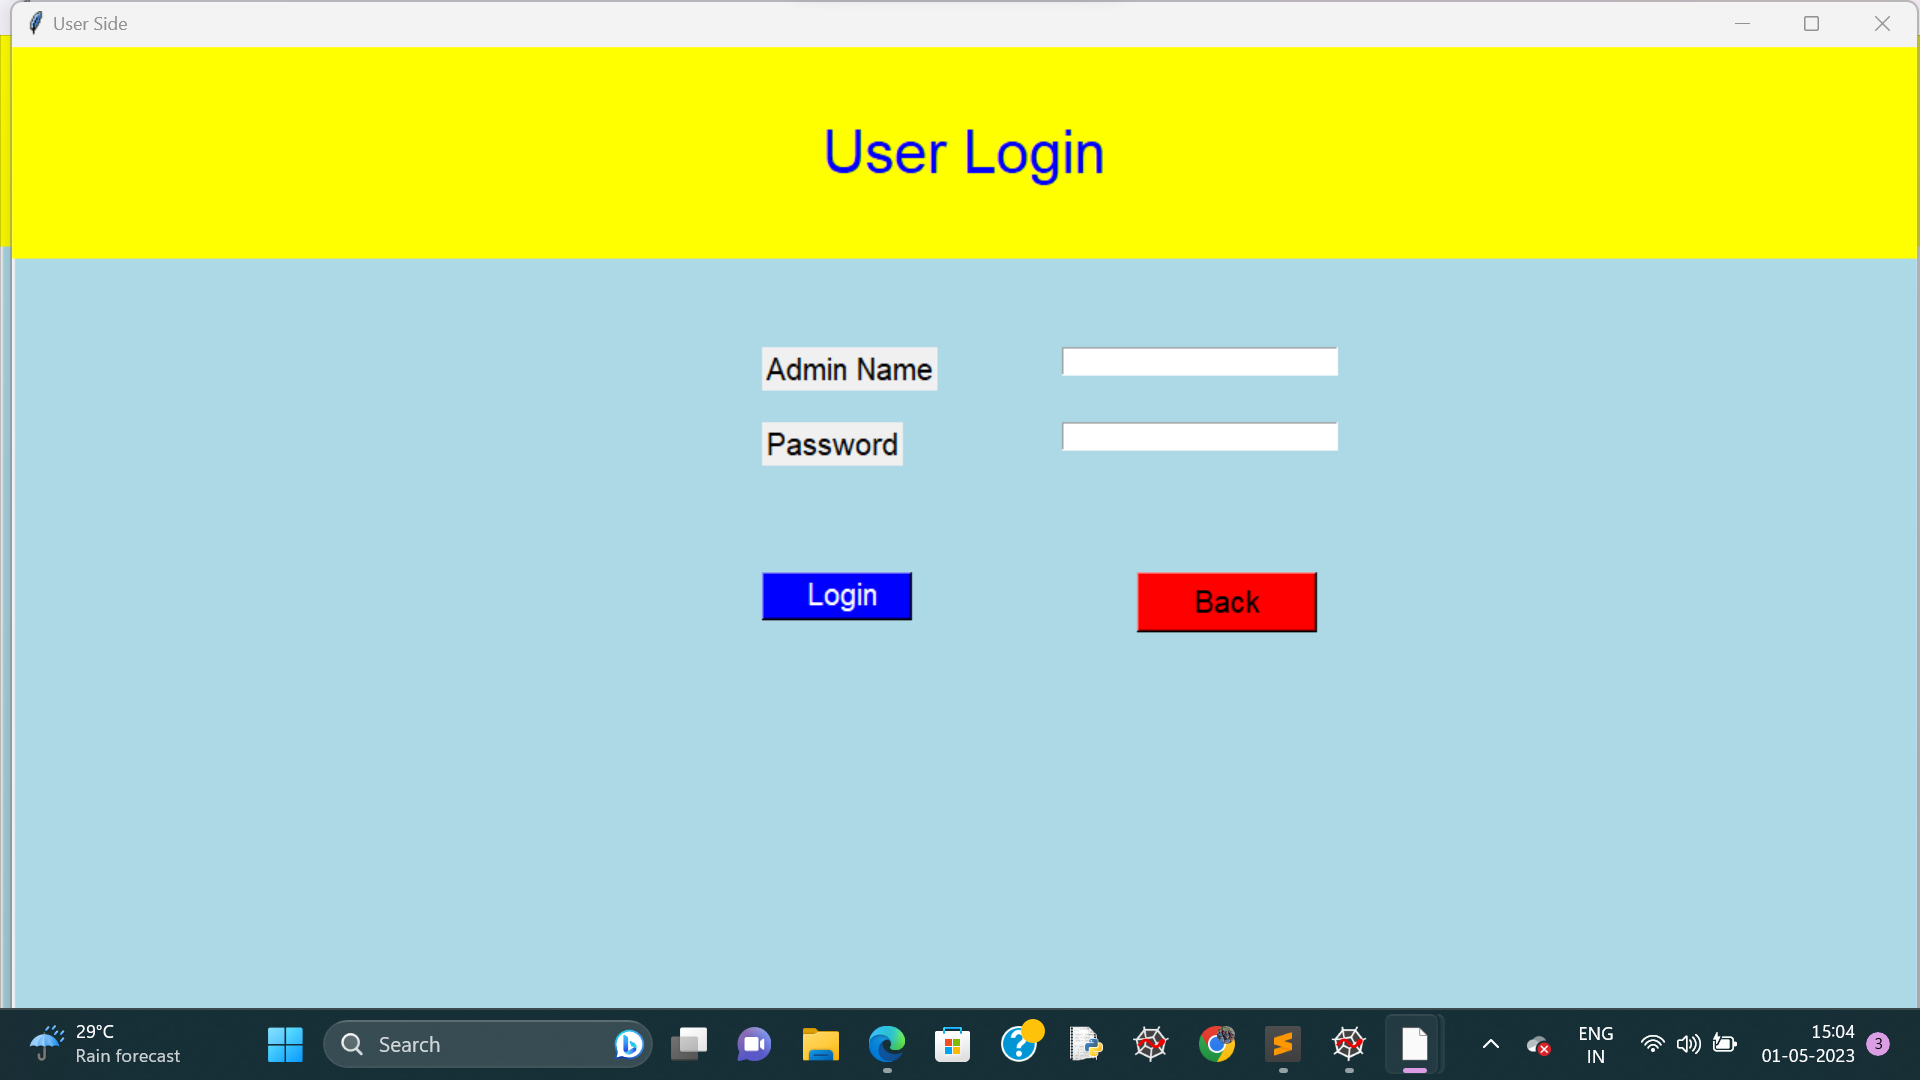 User Side
User Login
Admin Name
Password
Login
Back
29°C
Rain forecast
Search
ENG
IN
15:04
01-05-2023
3